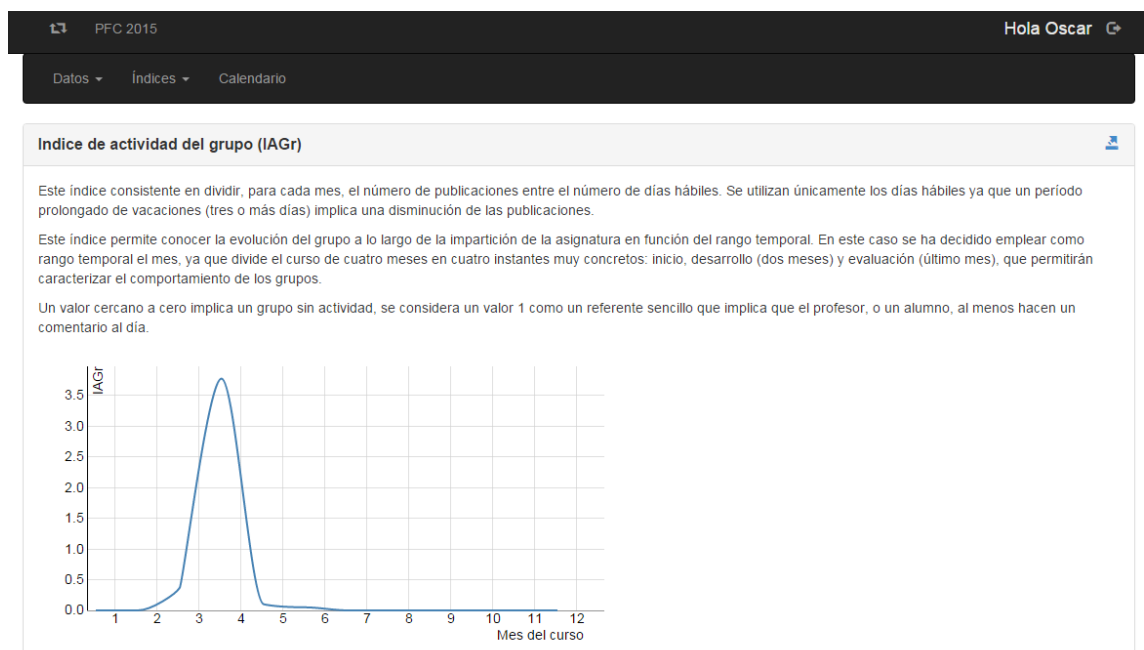 PFC 2015
Hola Oscar
Datos
Índices
Calendario
Indice de actividad del grupo (IAGr)
Este índice consistente en dividir, para cada mes, el número de publicaciones entre el número de días hábiles. Se utilizan únicamente los días hábiles ya que un período
prolongado de vacaciones (tres o más días) implica una disminución de las publicaciones.
Este índice permite conocer la evolución del grupo a lo largo de la impartición de la asignatura en función del rango temporal. En este caso se ha decidido emplear como
rango temporal el mes, ya que divide el curso de cuatro meses en cuatro instantes muy concretos: inicio, desarrollo (dos meses) y evaluación (último mes), que permitirán
caracterizar el comportamiento de los grupos.
Un valor cercano a cero implica un grupo sin actividad, se considera un valor 1 como un referente sencillo que implica que el profesor, o un alumno, al menos hacen un
comentario al día.
IAGr
3.5
3.0
2.5
2.0
1.5
1.0
0.5
0.0
1 2 3 4 5 6 7 8 9 10 11 12
Mes del curso